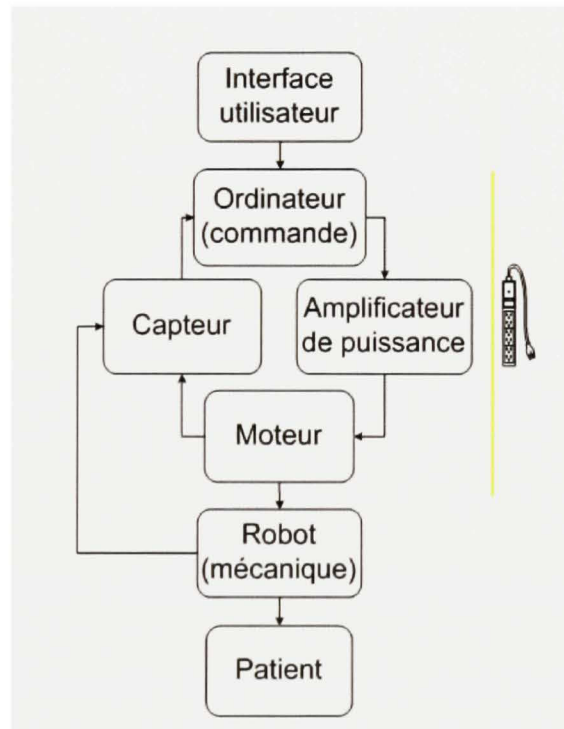 Interface
utilisateur
Ordinateur
(commande)
Capteur
Amplificateur
de puissance
Moteur
Robot
(mécanique)
Patient